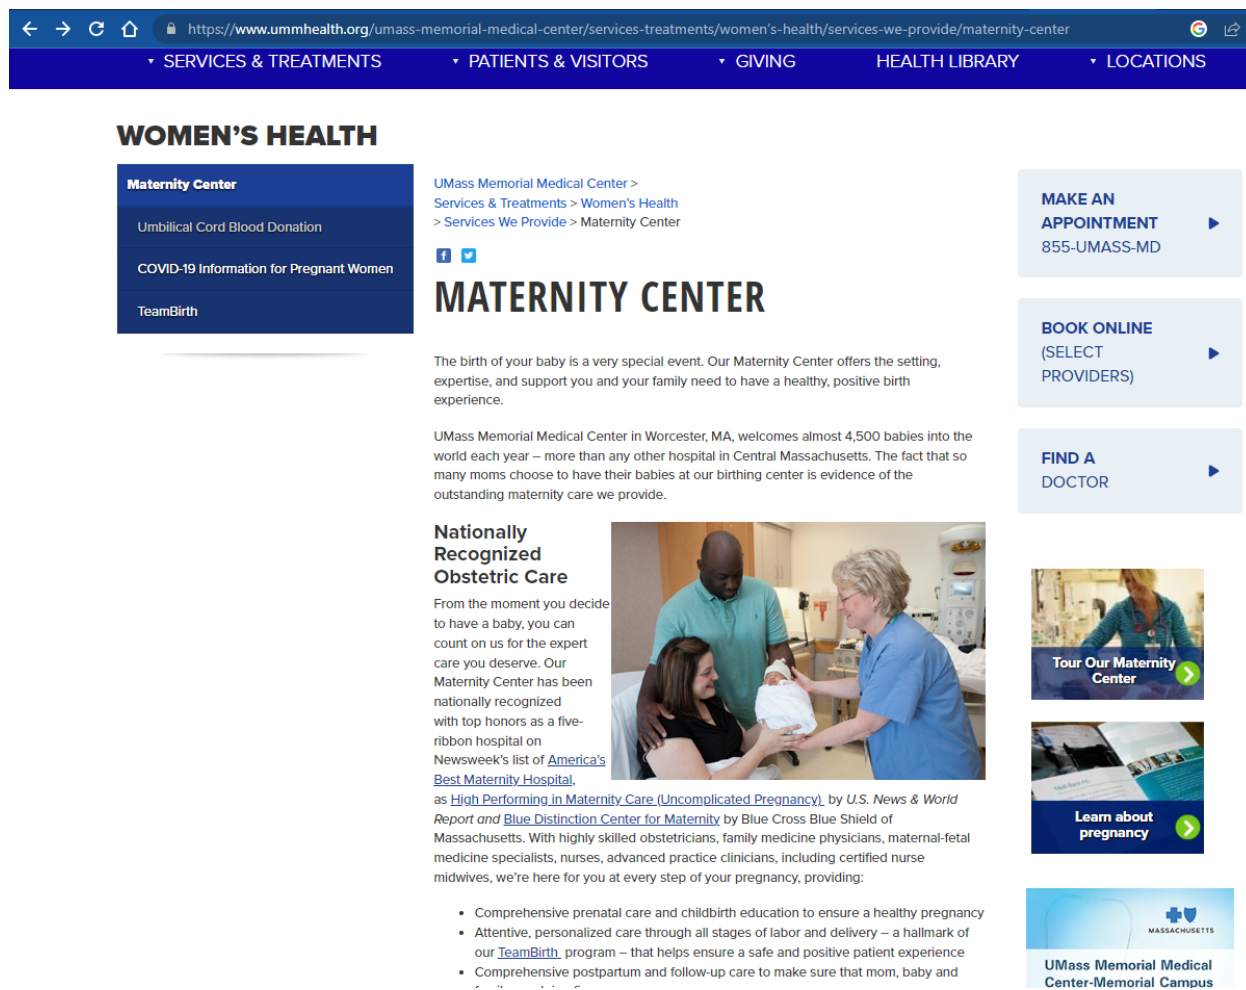 https://www.ummhealth.org/umass-memorial-medical-center/services-treatments/women's-health/services-we-provide/maternity-center
SERVICES & TREATMENTS
PATIENTS & VISITORS
GIVING
HEALTH LIBRARY
LOCATIONS
WOMEN'S HEALTH
Maternity Center
Umbilical Cord Blood Donation
COVID-19 Information for Pregnant Women
TeamBirth
UMass Memorial Medical Center >
Services & Treatments > Women's Health
> Services We Provide > Maternity Center
MATERNITY CENTER
The birth of your baby is a very special event. Our Maternity Center offers the setting,
expertise, and support you and your family need to have a healthy, positive birth
experience.
UMass Memorial Medical Center in Worcester, MA, welcomes almost 4,500 babies into the
world each year – more than any other hospital in Central Massachusetts. The fact that so
many moms choose to have their babies at our birthing center is evidence of the
outstanding maternity care we provide.
Nationally
Recognized
Obstetric Care
From the moment you decide
to have a baby, you can
count on us for the expert
care you deserve. Our
Maternity Center has been
nationally recognized
with top honors as a five-
ribbon hospital on
Newsweek's list of America's
Best Maternity Hospital,
as High Performing in Maternity Care (Uncomplicated Pregnancy) by U.S. News & World
Report and Blue Distinction Center for Maternity by Blue Cross Blue Shield of
Massachusetts. With highly skilled obstetricians, family medicine physicians, maternal-fetal
medicine specialists, nurses, advanced practice clinicians, including certified nurse
midwives, we're here for you at every step of your pregnancy, providing:
• Comprehensive prenatal care and childbirth education to ensure a healthy pregnancy
• Attentive, personalized care through all stages of labor and delivery – a hallmark of
our TeamBirth program – that helps ensure a safe and positive patient experience
• Comprehensive postpartum and follow-up care to make sure that mom, baby and
MAKE AN
APPOINTMENT
855-UMASS-MD
BOOK ONLINE
(SELECT
PROVIDERS)
FIND A
DOCTOR
Tour Our Maternity
Center
Learn about
pregnancy
MASSACHUSETTS
UMass Memorial Medical
Center-Memorial Campus